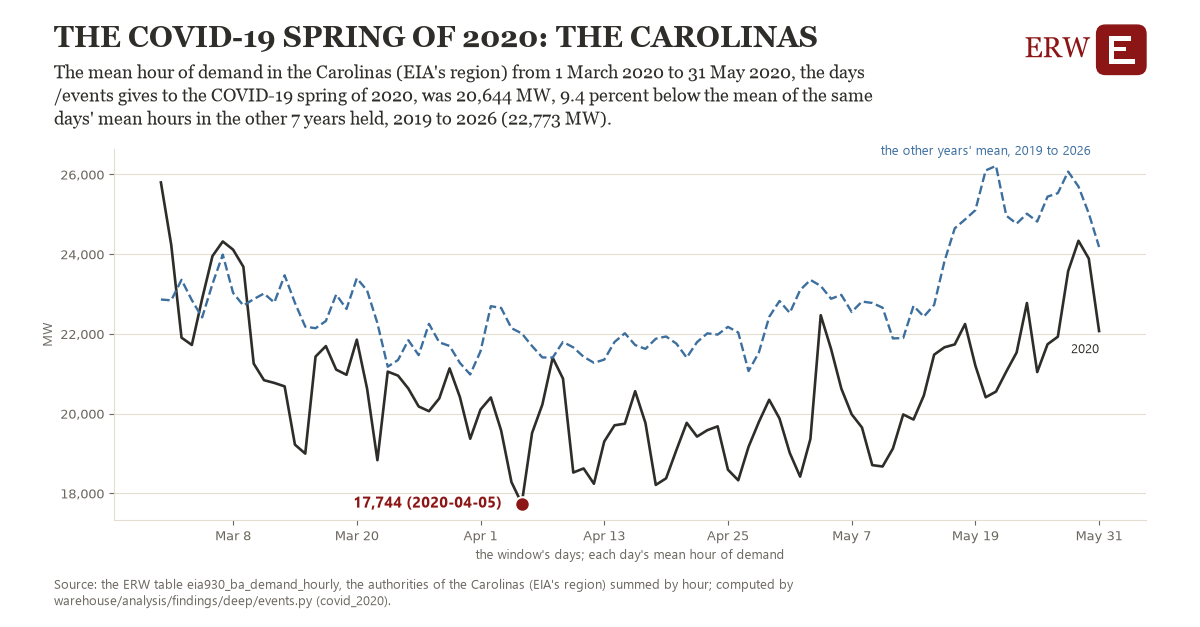 THE COVID-19 SPRING OF 2020: THE CAROLINAS
ERW E
The mean hour of demand in the Carolinas (EIA's region) from 1 March 2020 to 31 May 2020, the days
/events gives to the COVID-19 spring of 2020, was 20,644 MW, 9.4 percent below the mean of the same
days' mean hours in the other 7 years held, 2019 to 2026 (22,773 MW).
the other years' mean, 2019 to 2026
26,000
24,000
22,000
20,000
18,000
MW
2020
17,744 (2020-04-05)
Mar 8
Mar 20
Apr 1
Apr 13
Apr 25
May 7
May 19
May 31
the window's days; each day's mean hour of demand
Source: the ERW table eia930_ba_demand_hourly, the authorities of the Carolinas (EIA's region) summed by hour; computed by
warehouse/analysis/findings/deep/events.py (covid_2020).